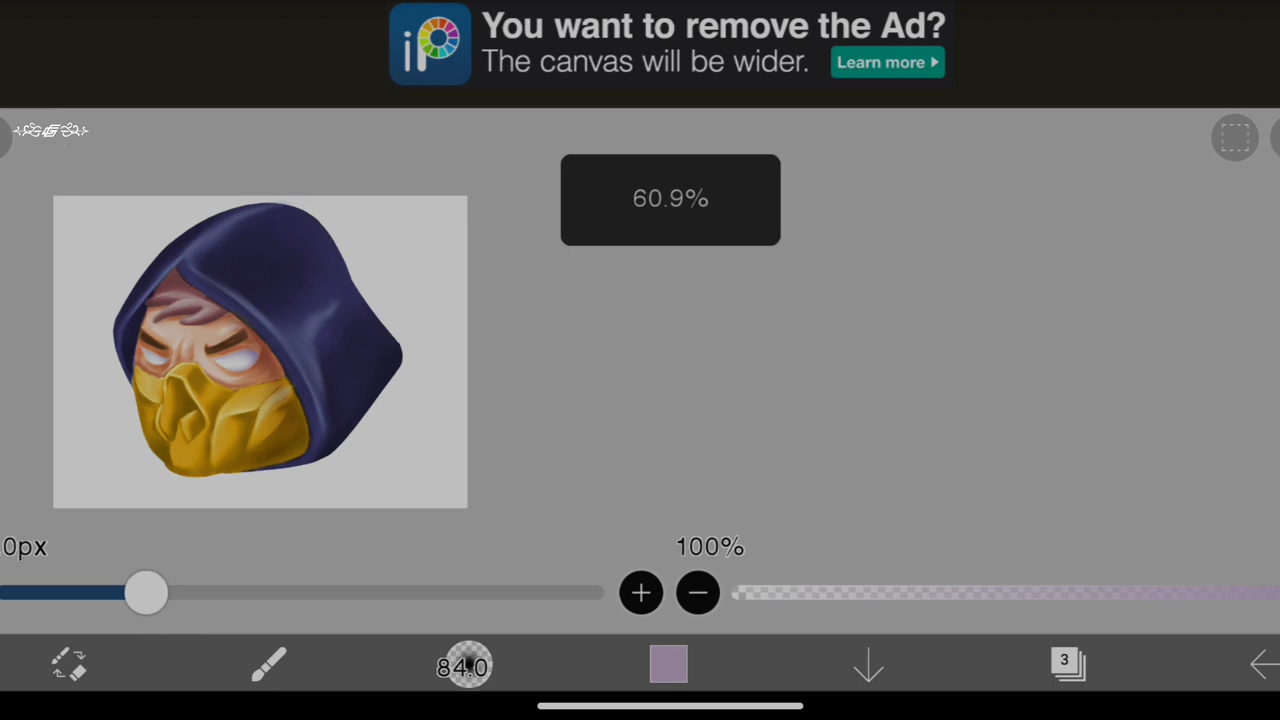 iP
You want to remove the Ad?
The canvas will be wider.
Learn more
60.9%
0px
100%
84.0
3